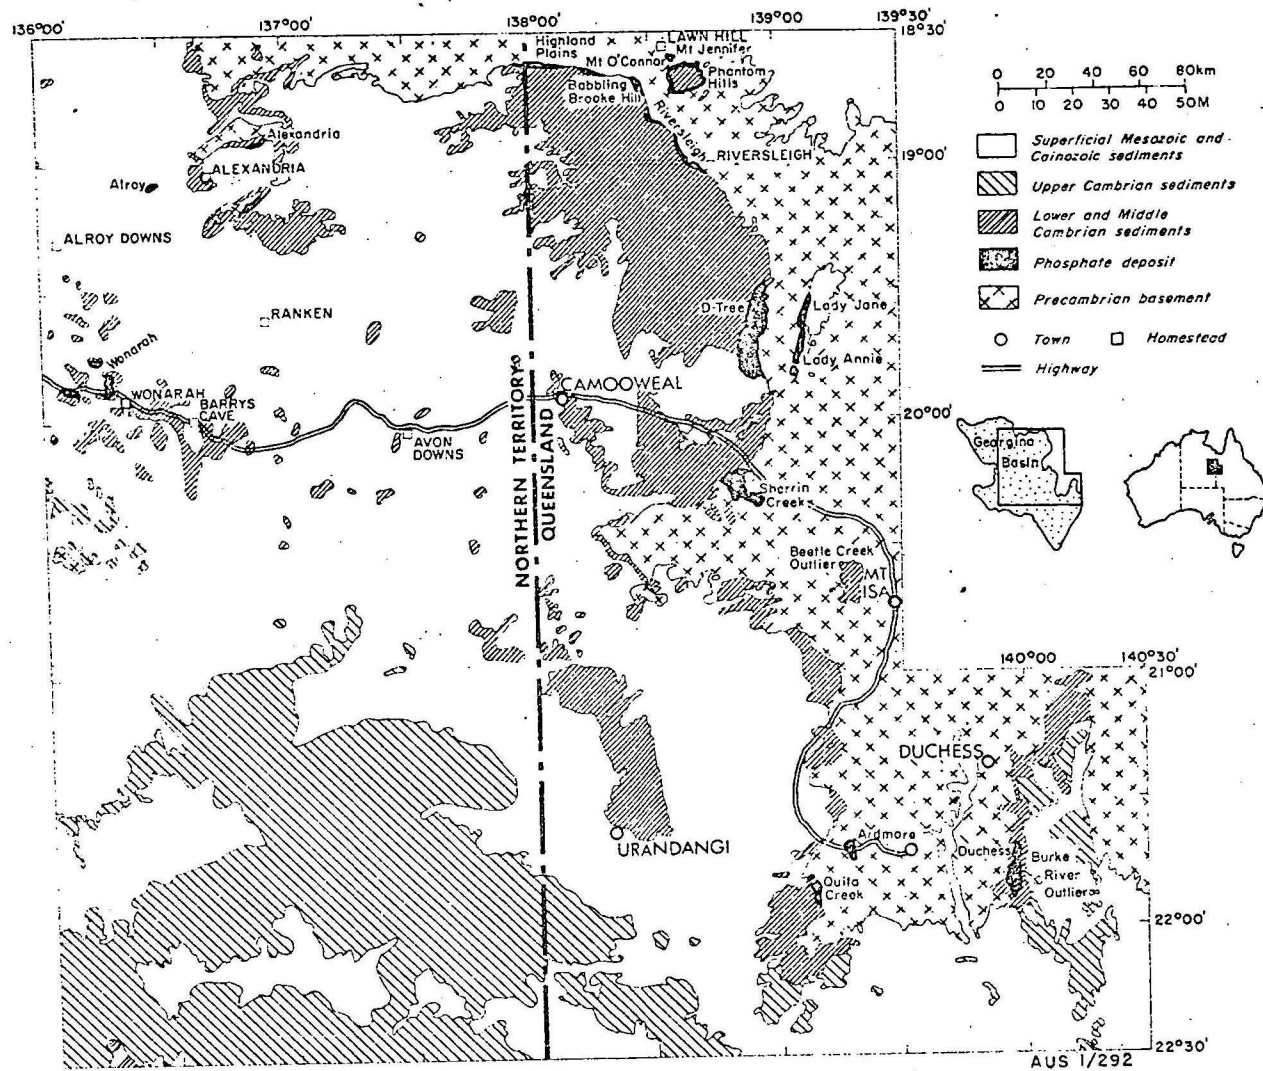 136°00'
137°00'
138°00'
139°00'
139°30'
18°30'
Highland
Plains
LAWN HILL
Mt Jennifer
Mt O'Connor
Phantom
Hills
Babbling
Brooke Hill
Riversleigh
RIVERSLEIGH
19°00'
Alexandria
ALEXANDRIA
Alroy
ALROY DOWNS
RANKEN
D-Tree
Lady Jane
Lady Annie
Wonarah
WONARAH
BARRYS
CAVE
AVON
DOWNS
CAMOOWEAL
20°00'
NORTHERN TERRITORY
QUEENSLAND
Sherrin
Creek
Beetle Creek
Outlier
MT
ISA
140°00'
140°30'
21°00'
DUCHESS
URANDANGI
Ardmore
Duchess
Burke
River
Outlier
Quita
Creek
22°00'
22°30'
0 20 40 60 80km
0 10 20 30 40 50M
Superficial Mesozoic and
Cainozoic sediments
Upper Cambrian sediments
Lower and Middle
Cambrian sediments
Phosphate deposit
Precambrian basement
Town
Homestead
Highway
Georgina
Basin
AUS 1/292